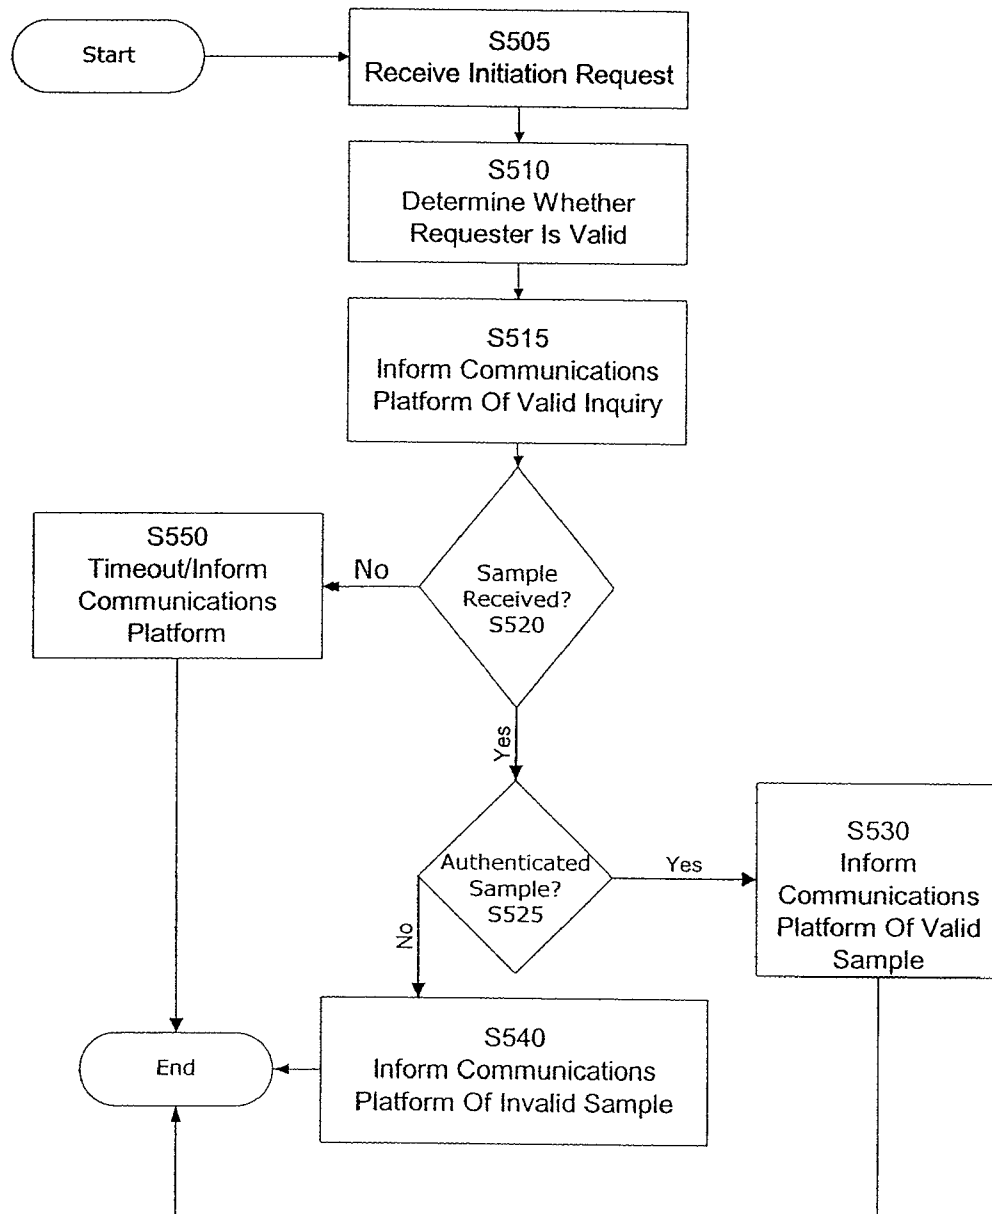 Start
S505
Receive Initiation Request
S510
Determine Whether
Requester Is Valid
S515
Inform Communications
Platform Of Valid Inquiry
S550
Timeout/Inform
Communications
Platform
No
Sample
Received?
S520
Yes
Authenticated
Sample?
S525
Yes
No
S530
Inform
Communications
Platform Of Valid
Sample
S540
Inform Communications
Platform Of Invalid Sample
End